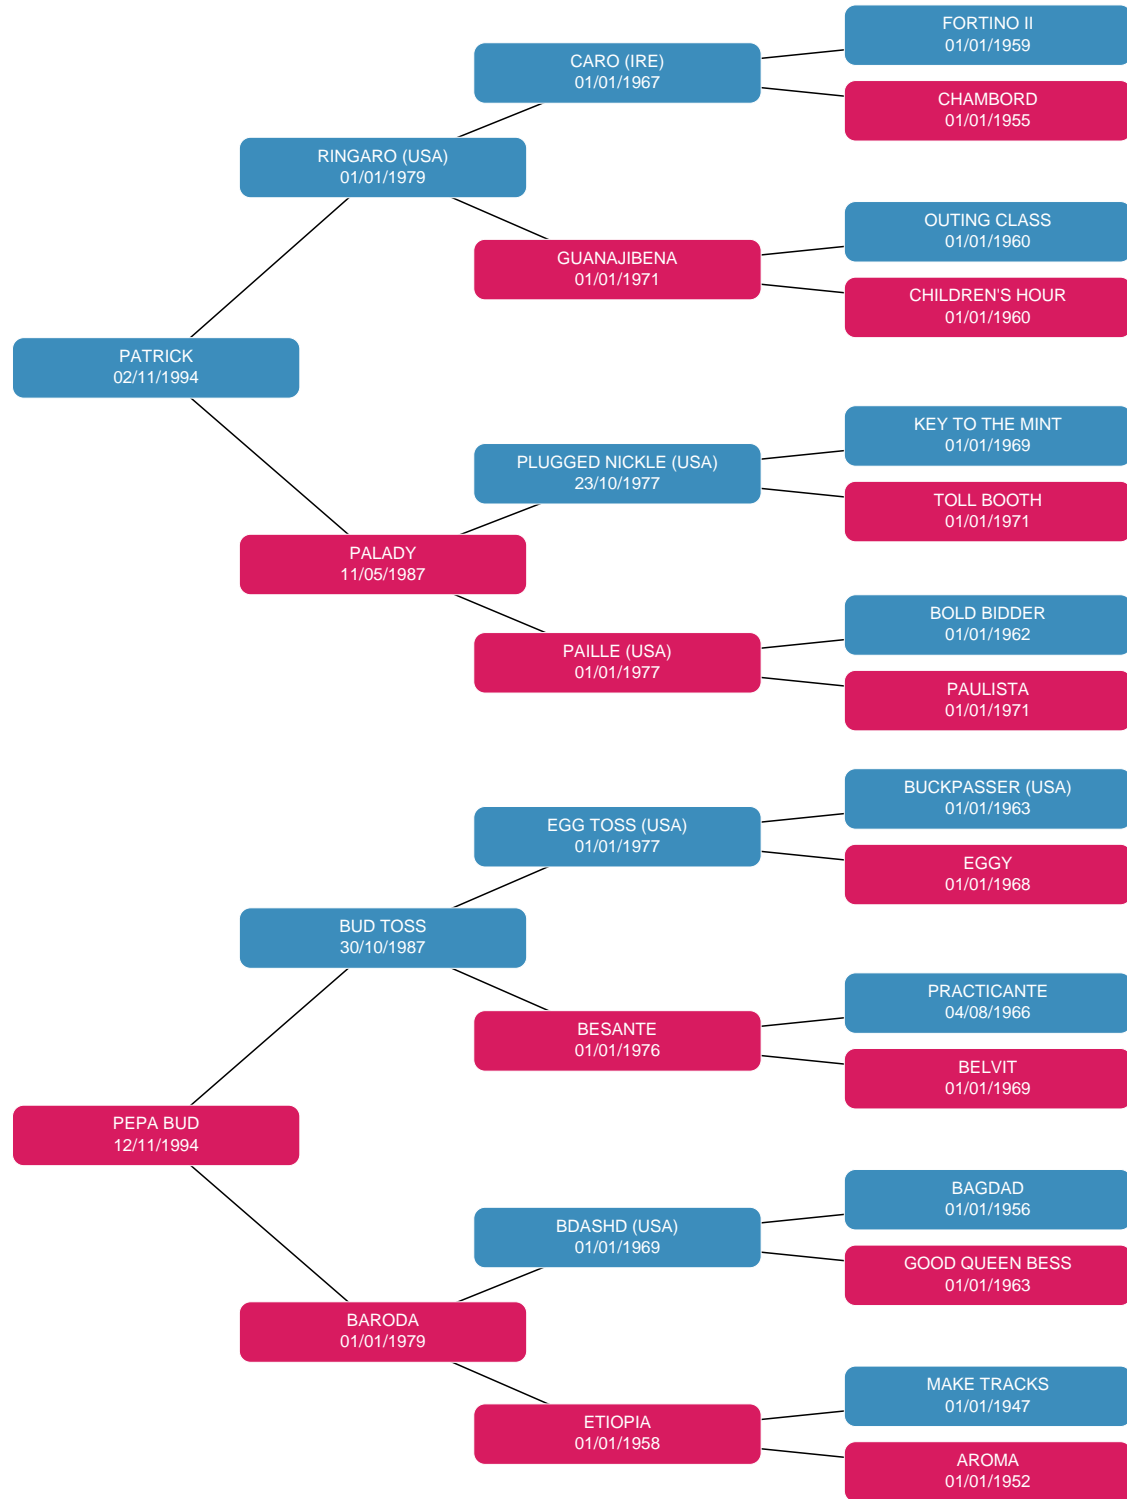 FORTINO II
01/01/1959
CARO (IRE)
01/01/1967
CHAMBORD
01/01/1955
RINGARO (USA)
01/01/1979
OUTING CLASS
01/01/1960
GUANAJIBENA
01/01/1971
CHILDREN'S HOUR
01/01/1960
PATRICK
02/11/1994
KEY TO THE MINT
01/01/1969
PLUGGED NICKLE (USA)
23/10/1977
TOLL BOOTH
01/01/1971
PALADY
11/05/1987
BOLD BIDDER
01/01/1962
PAILLE (USA)
01/01/1977
PAULISTA
01/01/1971
BUCKPASSER (USA)
01/01/1963
EGG TOSS (USA)
01/01/1977
EGGY
01/01/1968
BUD TOSS
30/10/1987
PRACTICANTE
04/08/1966
BESANTE
01/01/1976
BELVIT
01/01/1969
PEPA BUD
12/11/1994
BAGDAD
01/01/1956
BDASHD (USA)
01/01/1969
GOOD QUEEN BESS
01/01/1963
BARODA
01/01/1979
MAKE TRACKS
01/01/1947
ETIOPIA
01/01/1958
AROMA
01/01/1952